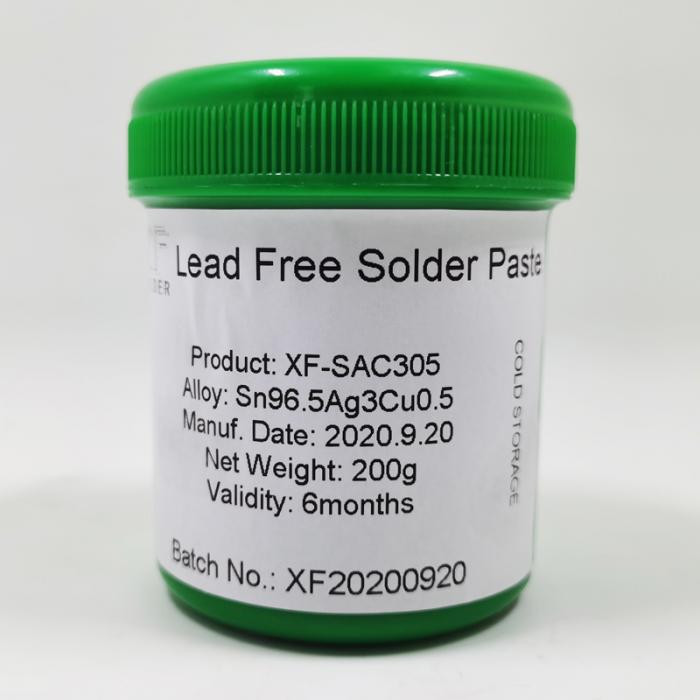 Lead Free Solder Paste
Product: XF-SAC305
Alloy: Sn96.5Ag3Cu0.5
Manuf. Date: 2020.9.20
Net Weight: 200g
Validity: 6months
Batch No.: XF20200920
COLD STORAGE